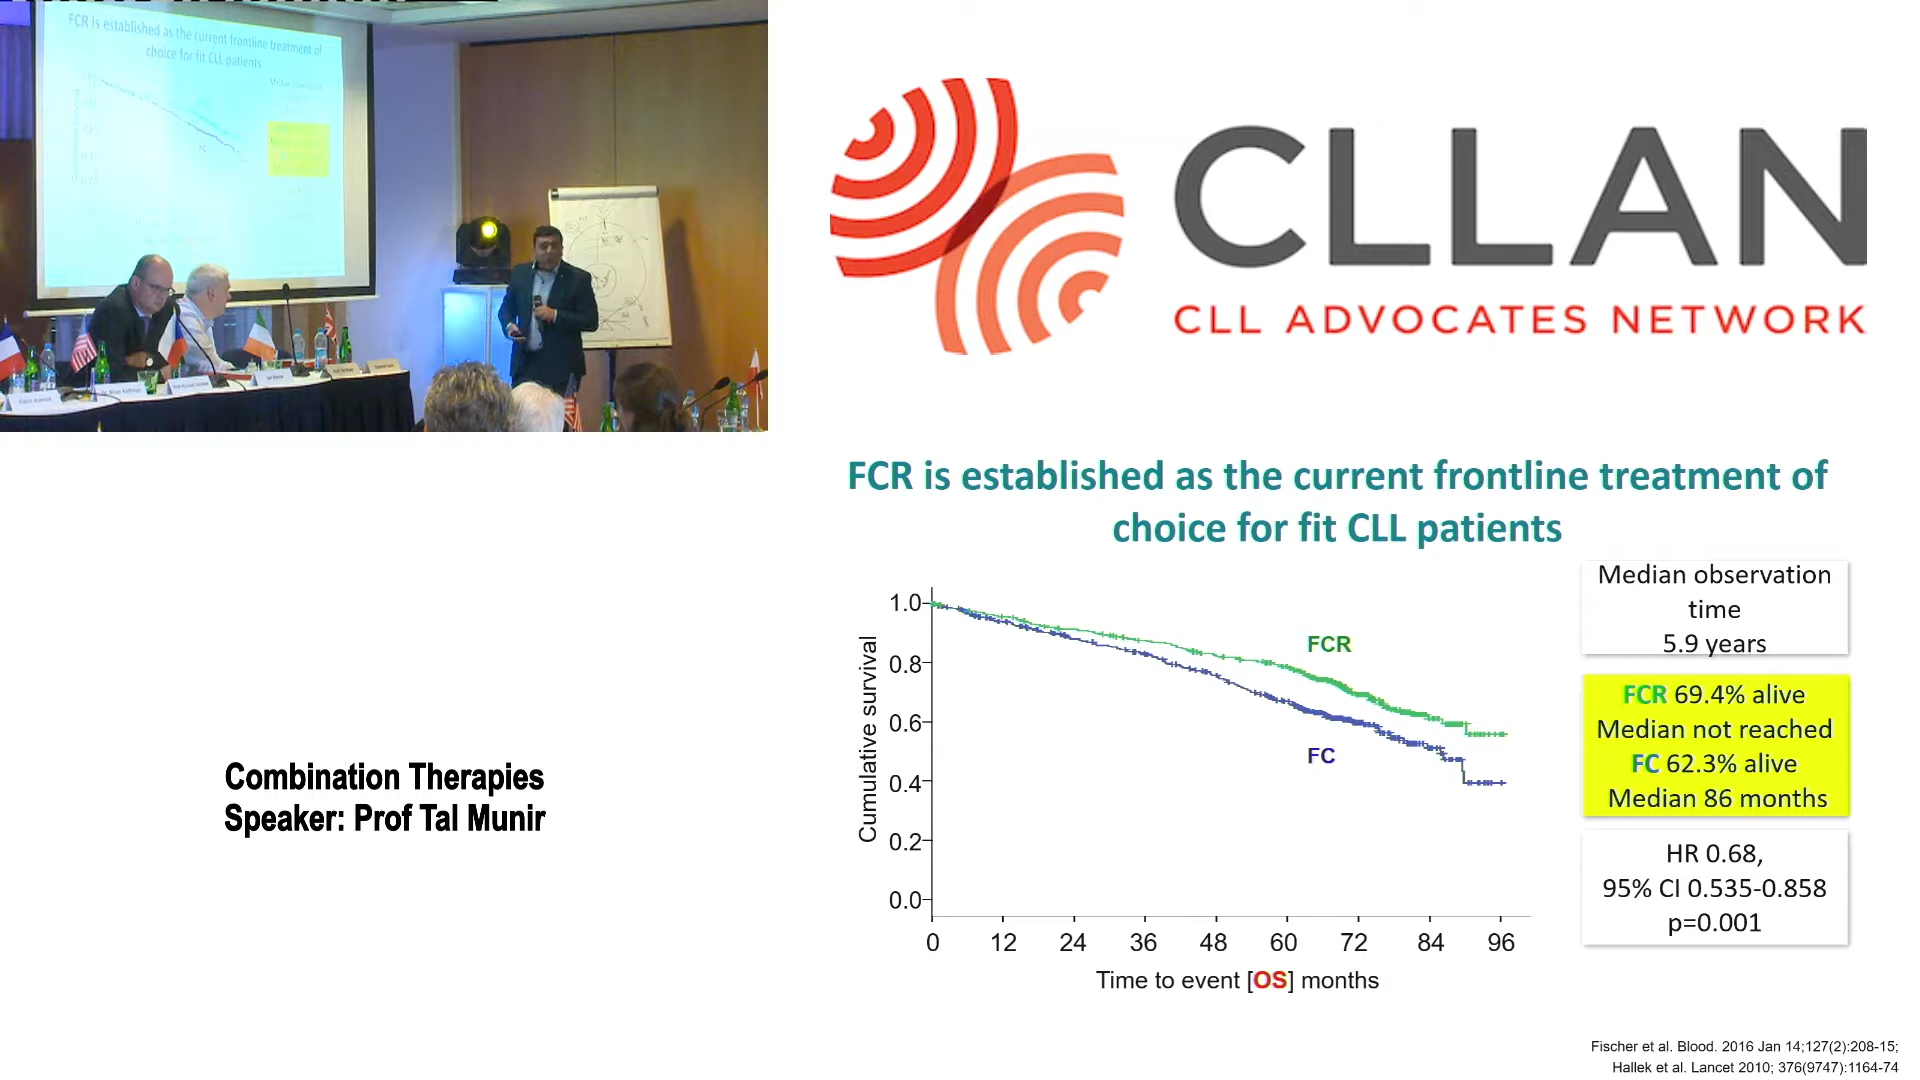 FCR is established as the current frontline treatment of
choice for fit CLL patients
FC
CLLAN
CLL ADVOCATES NETWORK
FCR is established as the current frontline treatment of
choice for fit CLL patients
1.0
0.8
0.6
0.4
0.2
0.0
Cumulative survival
FCR
FC
0 12 24 36 48 60 72 84 96
Time to event [OS] months
Median observation
time
5.9 years
FCR 69.4% alive
Median not reached
FC 62.3% alive
Median 86 months
HR 0.68,
95% CI 0.535-0.858
p=0.001
Combination Therapies
Speaker: Prof Tal Munir
Fischer et al. Blood. 2016 Jan 14;127(2):208-15;
Hallek et al. Lancet 2010; 376(9747):1164-74